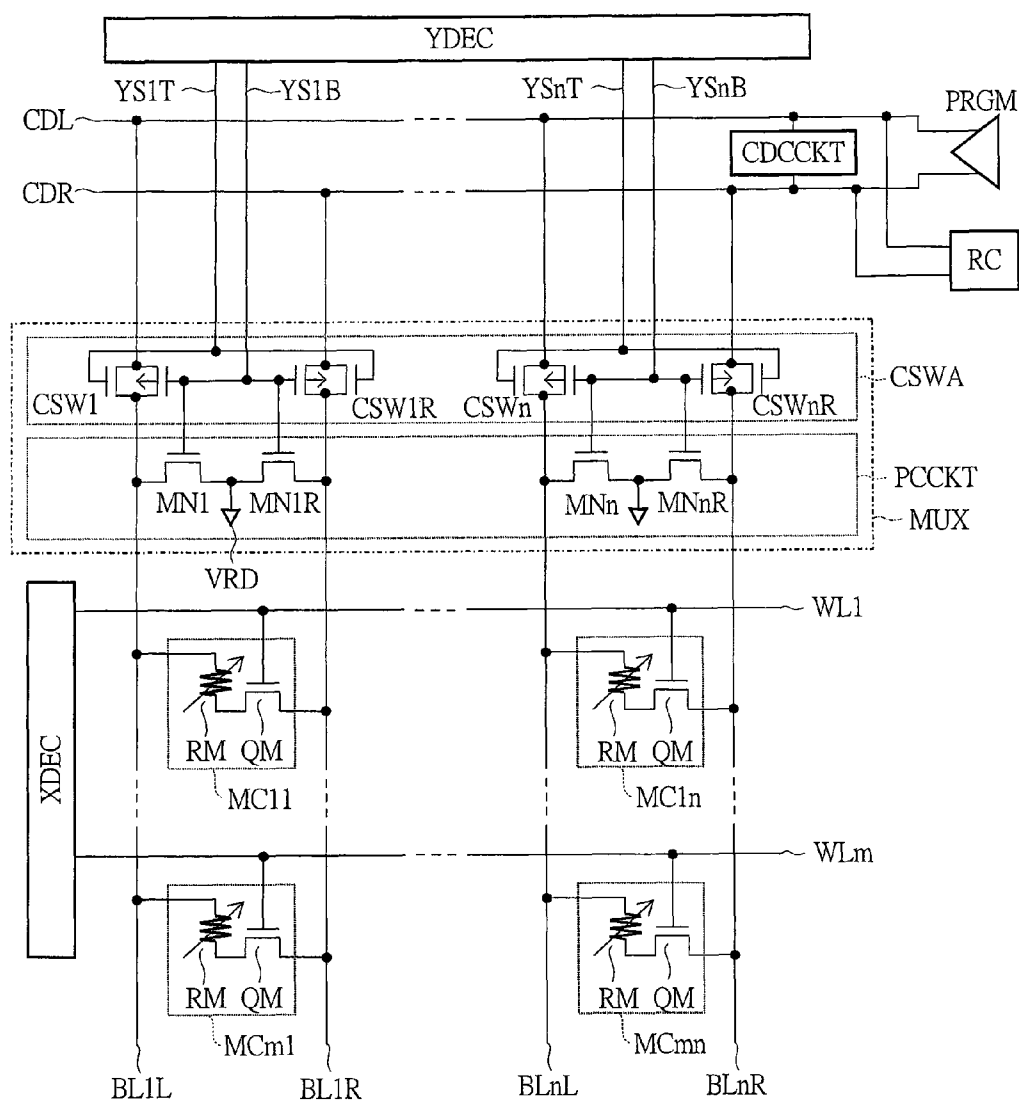 YDEC
YS1T YS1B YSnT YSnB
PRGM
CDL
CDCCKT
CDR
RC
CSW1 CSW1R CSWn CSWnR
CSWA
MN1 MN1R MNn MNnR
PCCKT
MUX
VRD
WL1
RM QM RM QM
MC11 MC1n
XDEC
WLm
RM QM RM QM
MCm1 MCmn
BL1L BL1R BLnL BLnR